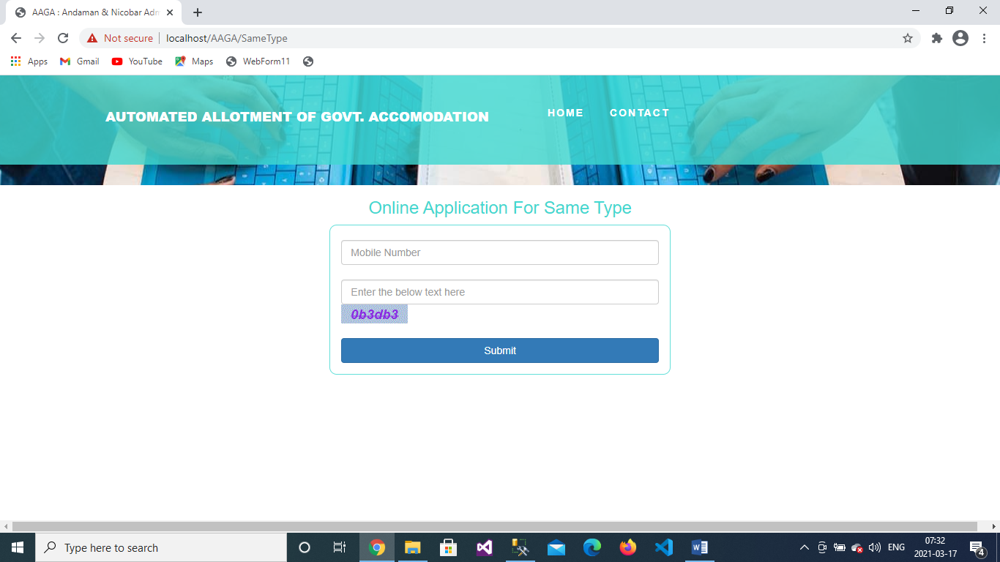 AAGA : Andaman & Nicobar Adm
Not secure | localhost/AAGA/SameType
Apps Gmail YouTube Maps WebForm11
AUTOMATED ALLOTMENT OF GOVT. ACCOMODATION
HOME CONTACT
Online Application For Same Type
Mobile Number
Enter the below text here
0b3db3
Submit
Type here to search
ENG
07:32
2021-03-17
4